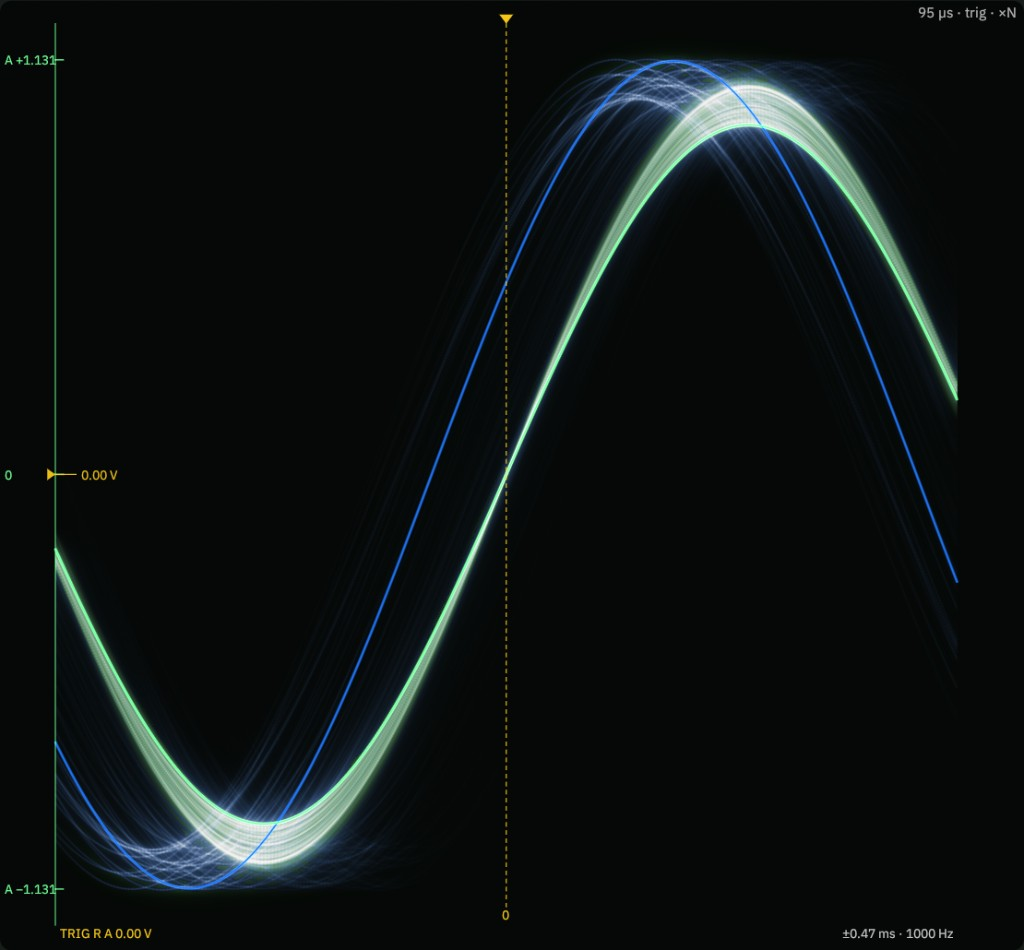 95 µs · trig · ×N
A +1.131
0
0.00 V
A −1.131
0
TRIG R A 0.00 V
±0.47 ms · 1000 Hz